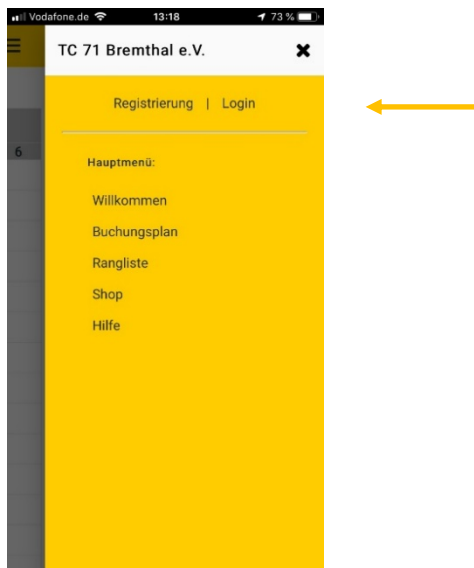 Vodafone.de 13:18 73 %
TC 71 Bremthal e.V.
Registrierung | Login
6
Hauptmenü:
Willkommen
Buchungsplan
Rangliste
Shop
Hilfe